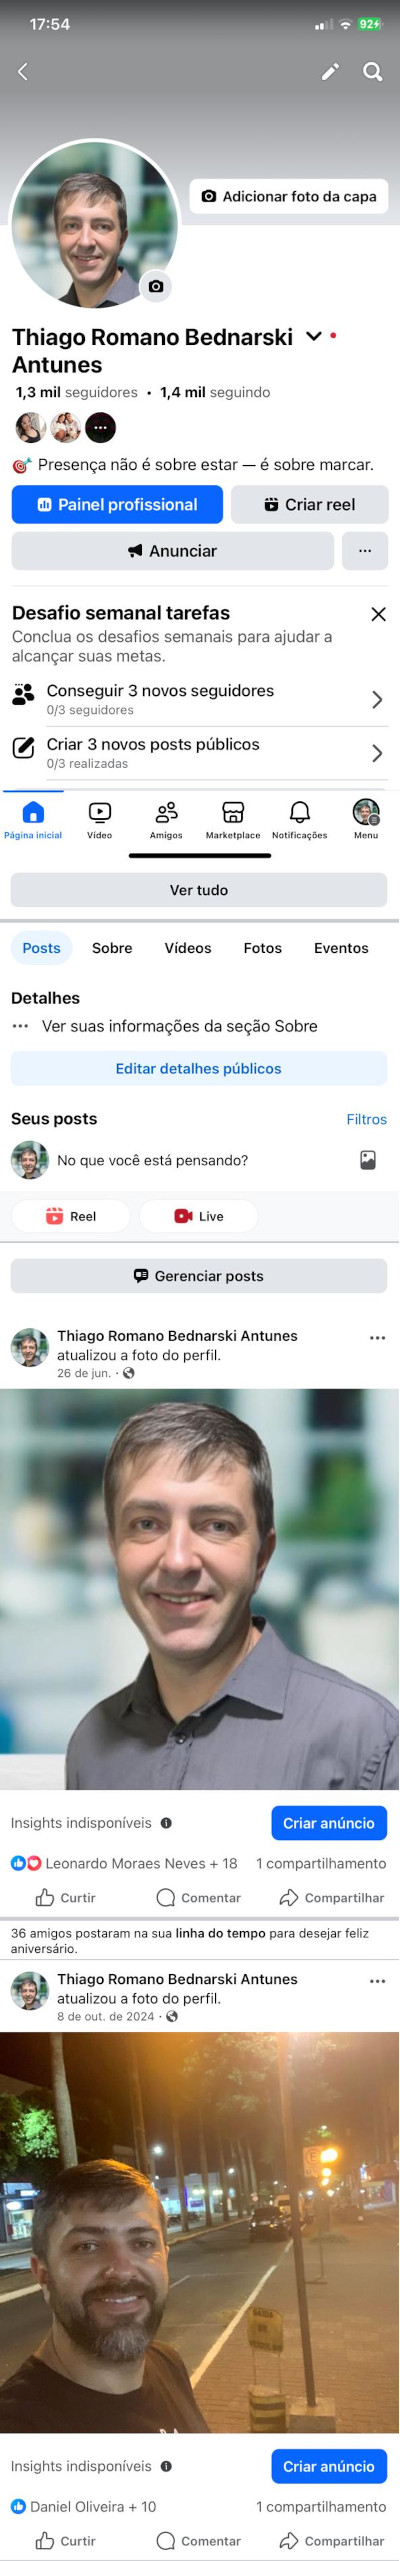 17:54
92
Adicionar foto da capa
Thiago Romano Bednarski
Antunes
1,3 mil seguidores • 1,4 mil seguindo
Presença não é sobre estar — é sobre marcar.
Painel profissional
Criar reel
Anunciar
Desafio semanal tarefas
Conclua os desafios semanais para ajudar a
alcançar suas metas.
Conseguir 3 novos seguidores
0/3 seguidores
Criar 3 novos posts públicos
0/3 realizadas
Página inicial Vídeo Amigos Marketplace Notificações Menu
Ver tudo
Posts Sobre Vídeos Fotos Eventos
Detalhes
Ver suas informações da seção Sobre
Editar detalhes públicos
Seus posts Filtros
No que você está pensando?
Reel Live
Gerenciar posts
Thiago Romano Bednarski Antunes
atualizou a foto do perfil.
26 de jun. ·
Insights indisponíveis Criar anúncio
Leonardo Moraes Neves + 18 1 compartilhamento
Curtir Comentar Compartilhar
36 amigos postaram na sua linha do tempo para desejar feliz
aniversário.
Thiago Romano Bednarski Antunes
atualizou a foto do perfil.
8 de out. de 2024 ·
Insights indisponíveis Criar anúncio
Daniel Oliveira + 10 1 compartilhamento
Curtir Comentar Compartilhar